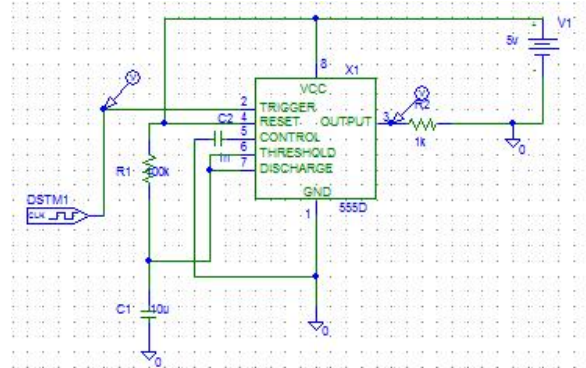 V1
5v
+
-
8
X1
VCC
2 TRIGGER
4 RESET OUTPUT 3
5 CONTROL
6 THRESHOLD
7 DISCHARGE
GND
1
555D
V
V
R2
1k
0
C2
1n
R1 100k
DSTM1
CLK
C1 10u
0
0